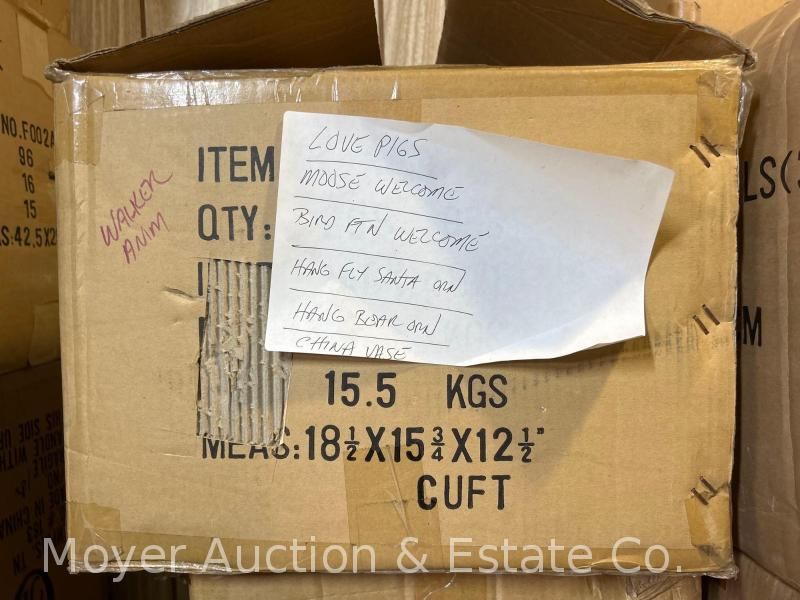 NO.F002A
96
16
15
S:42.5X2
WALKER
ANIM
ITEM
QTY:
LOVE PIGS
MOOSE WELCOME
BIRD FTN WELCOME
HANG FLY SANTA ORN
HANG BEAR ORN
CHINA VASE
15.5 KGS
MEAS:18½X15¾X12½"
CUFT
LS(
M
Moyer Auction & Estate Co.